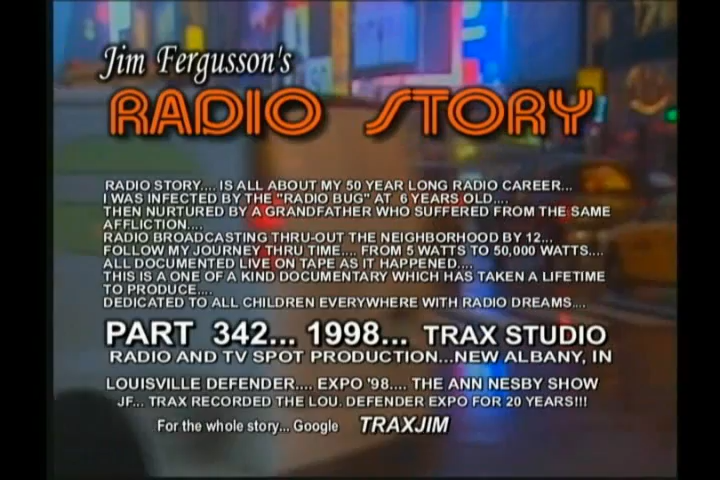 Jim Fergusson's
RADIO STORY
RADIO STORY.... IS ALL ABOUT MY 50 YEAR LONG RADIO CAREER...
I WAS INFECTED BY THE "RADIO BUG" AT 6 YEARS OLD....
THEN NURTURED BY A GRANDFATHER WHO SUFFERED FROM THE SAME
AFFLICTION....
RADIO BROADCASTING THRU-OUT THE NEIGHBORHOOD BY 12...
FOLLOW MY JOURNEY THRU TIME.... FROM 5 WATTS TO 50,000 WATTS....
ALL DOCUMENTED LIVE ON TAPE AS IT HAPPENED....
THIS IS A ONE OF A KIND DOCUMENTARY WHICH HAS TAKEN A LIFETIME
TO PRODUCE....
DEDICATED TO ALL CHILDREN EVERYWHERE WITH RADIO DREAMS....
PART 342... 1998... TRAX STUDIO
RADIO AND TV SPOT PRODUCTION...NEW ALBANY, IN
LOUISVILLE DEFENDER.... EXPO '98.... THE ANN NESBY SHOW
JF... TRAX RECORDED THE LOU. DEFENDER EXPO FOR 20 YEARS!!!
For the whole story... Google TRAXJIM